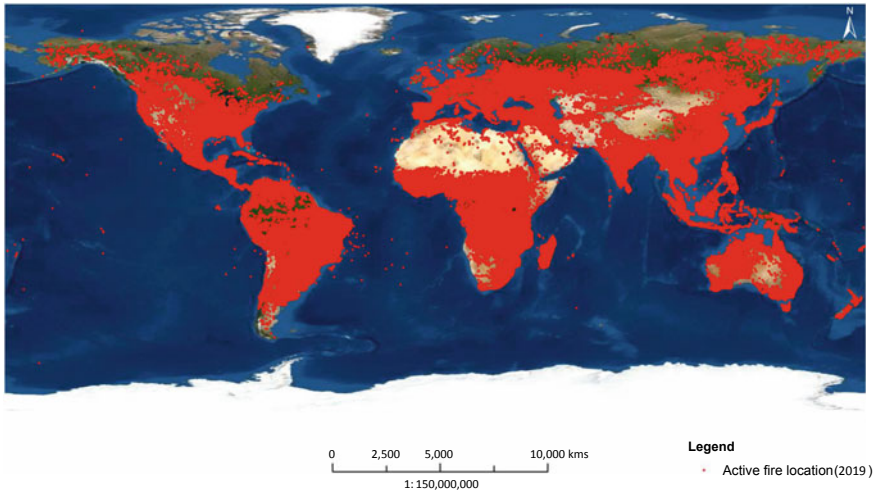 N
0 2,500 5,000 10,000 kms
1: 150,000,000
Legend
Active fire location(2019)